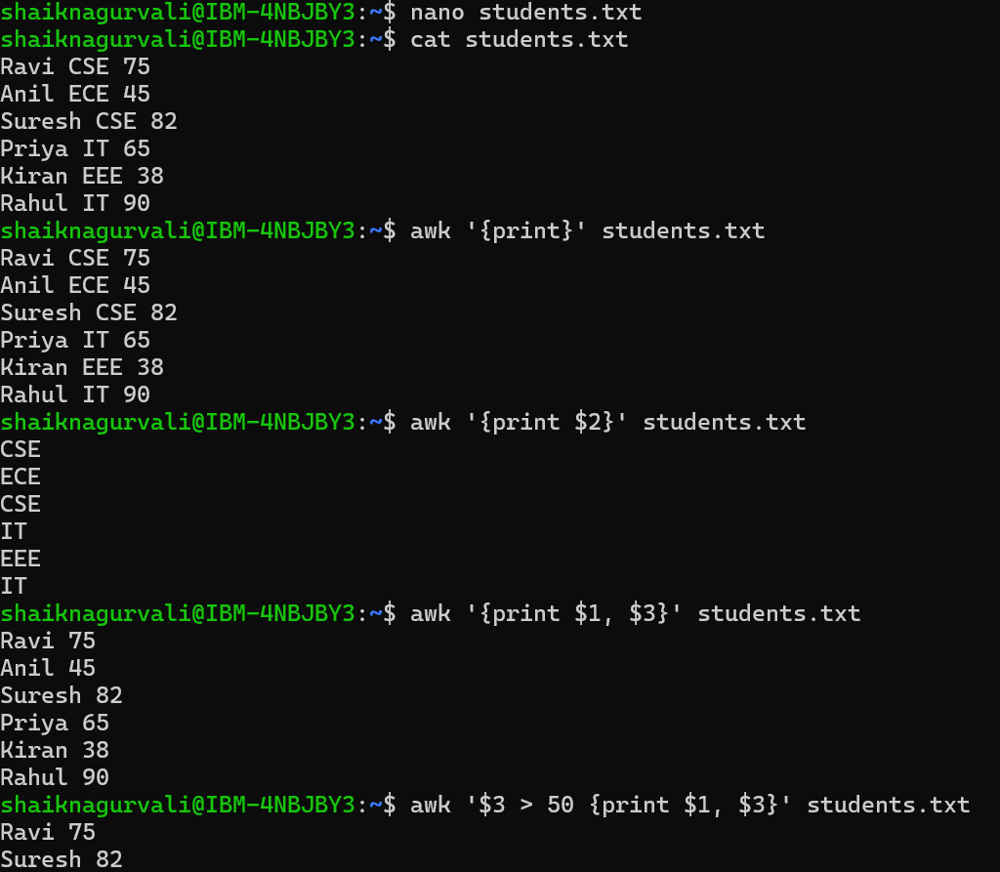 shaiknagurvali@IBM-4NBJBY3:~$ nano students.txt
shaiknagurvali@IBM-4NBJBY3:~$ cat students.txt
Ravi CSE 75
Anil ECE 45
Suresh CSE 82
Priya IT 65
Kiran EEE 38
Rahul IT 90
shaiknagurvali@IBM-4NBJBY3:~$ awk '{print}' students.txt
Ravi CSE 75
Anil ECE 45
Suresh CSE 82
Priya IT 65
Kiran EEE 38
Rahul IT 90
shaiknagurvali@IBM-4NBJBY3:~$ awk '{print $2}' students.txt
CSE
ECE
CSE
IT
EEE
IT
shaiknagurvali@IBM-4NBJBY3:~$ awk '{print $1, $3}' students.txt
Ravi 75
Anil 45
Suresh 82
Priya 65
Kiran 38
Rahul 90
shaiknagurvali@IBM-4NBJBY3:~$ awk '$3 > 50 {print $1, $3}' students.txt
Ravi 75
Suresh 82